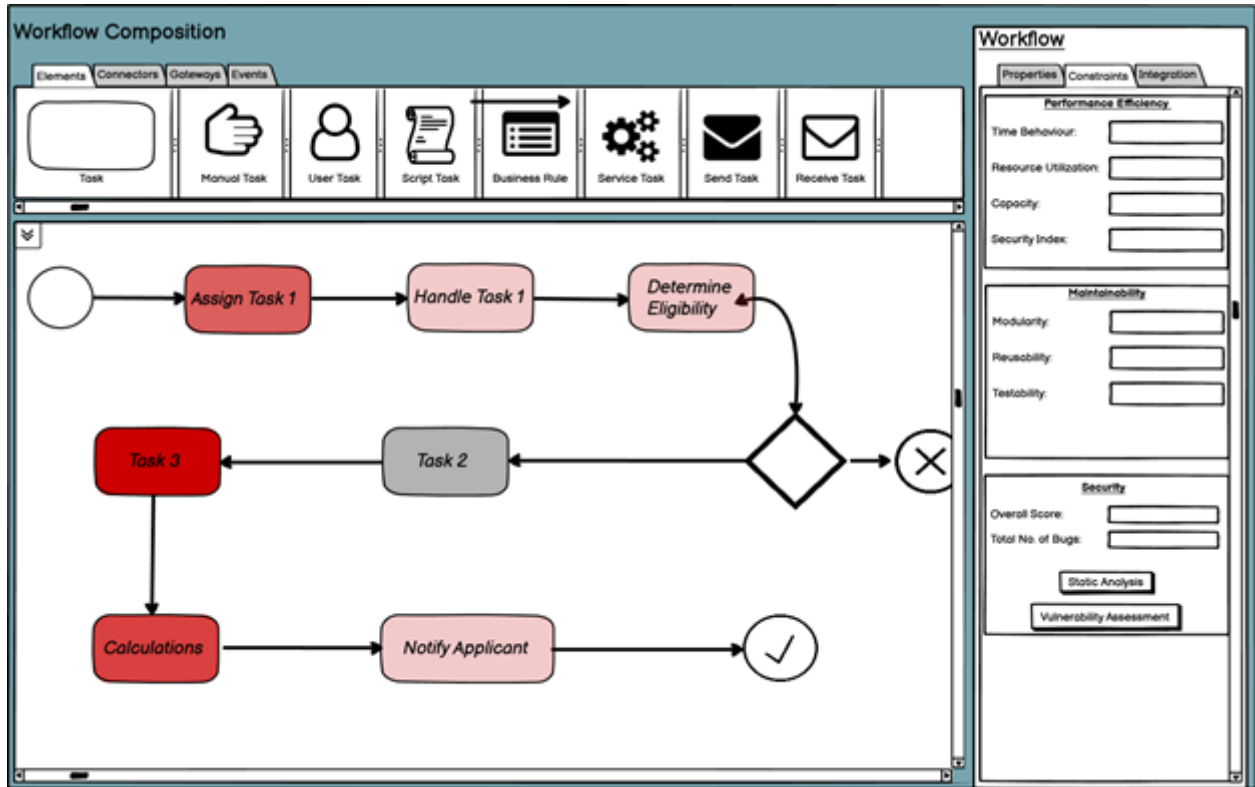 Workflow Composition
Elements Connectors Gateways Events
Task
Manual Task
User Task
Script Task
Business Rule
Service Task
Send Task
Receive Task
Assign Task 1
Handle Task 1
Determine
Eligibility
Task 3
Task 2
Calculations
Notify Applicant
Workflow
Properties Constraints Integration
Performance Efficiency
Time Behaviour:
Resource Utilization:
Capacity:
Security Index:
Maintainability
Modularity:
Reusability:
Testability:
Security
Overall Score:
Total No. of Bugs:
Static Analysis
Vulnerability Assessment